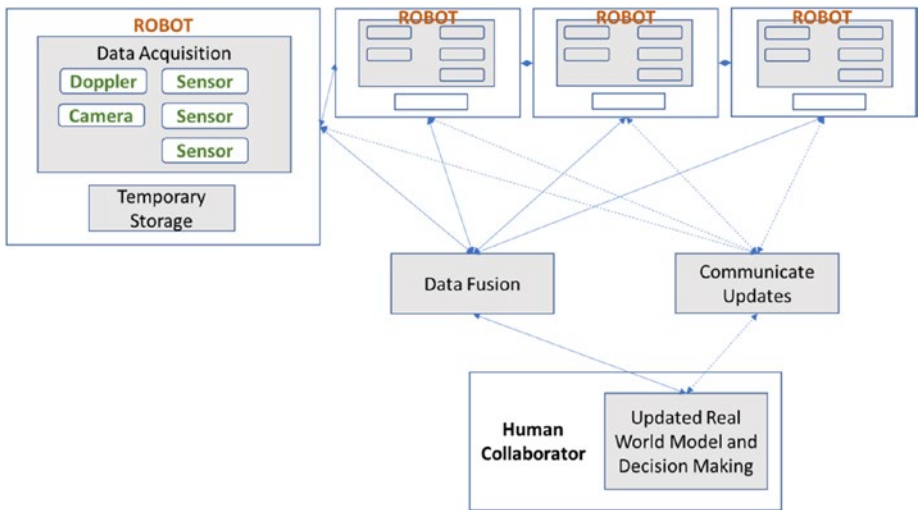 ROBOT
Data Acquisition
Doppler
Sensor
Camera
Sensor
Sensor
Temporary
Storage
ROBOT
ROBOT
ROBOT
Data Fusion
Communicate
Updates
Human
Collaborator
Updated Real
World Model and
Decision Making